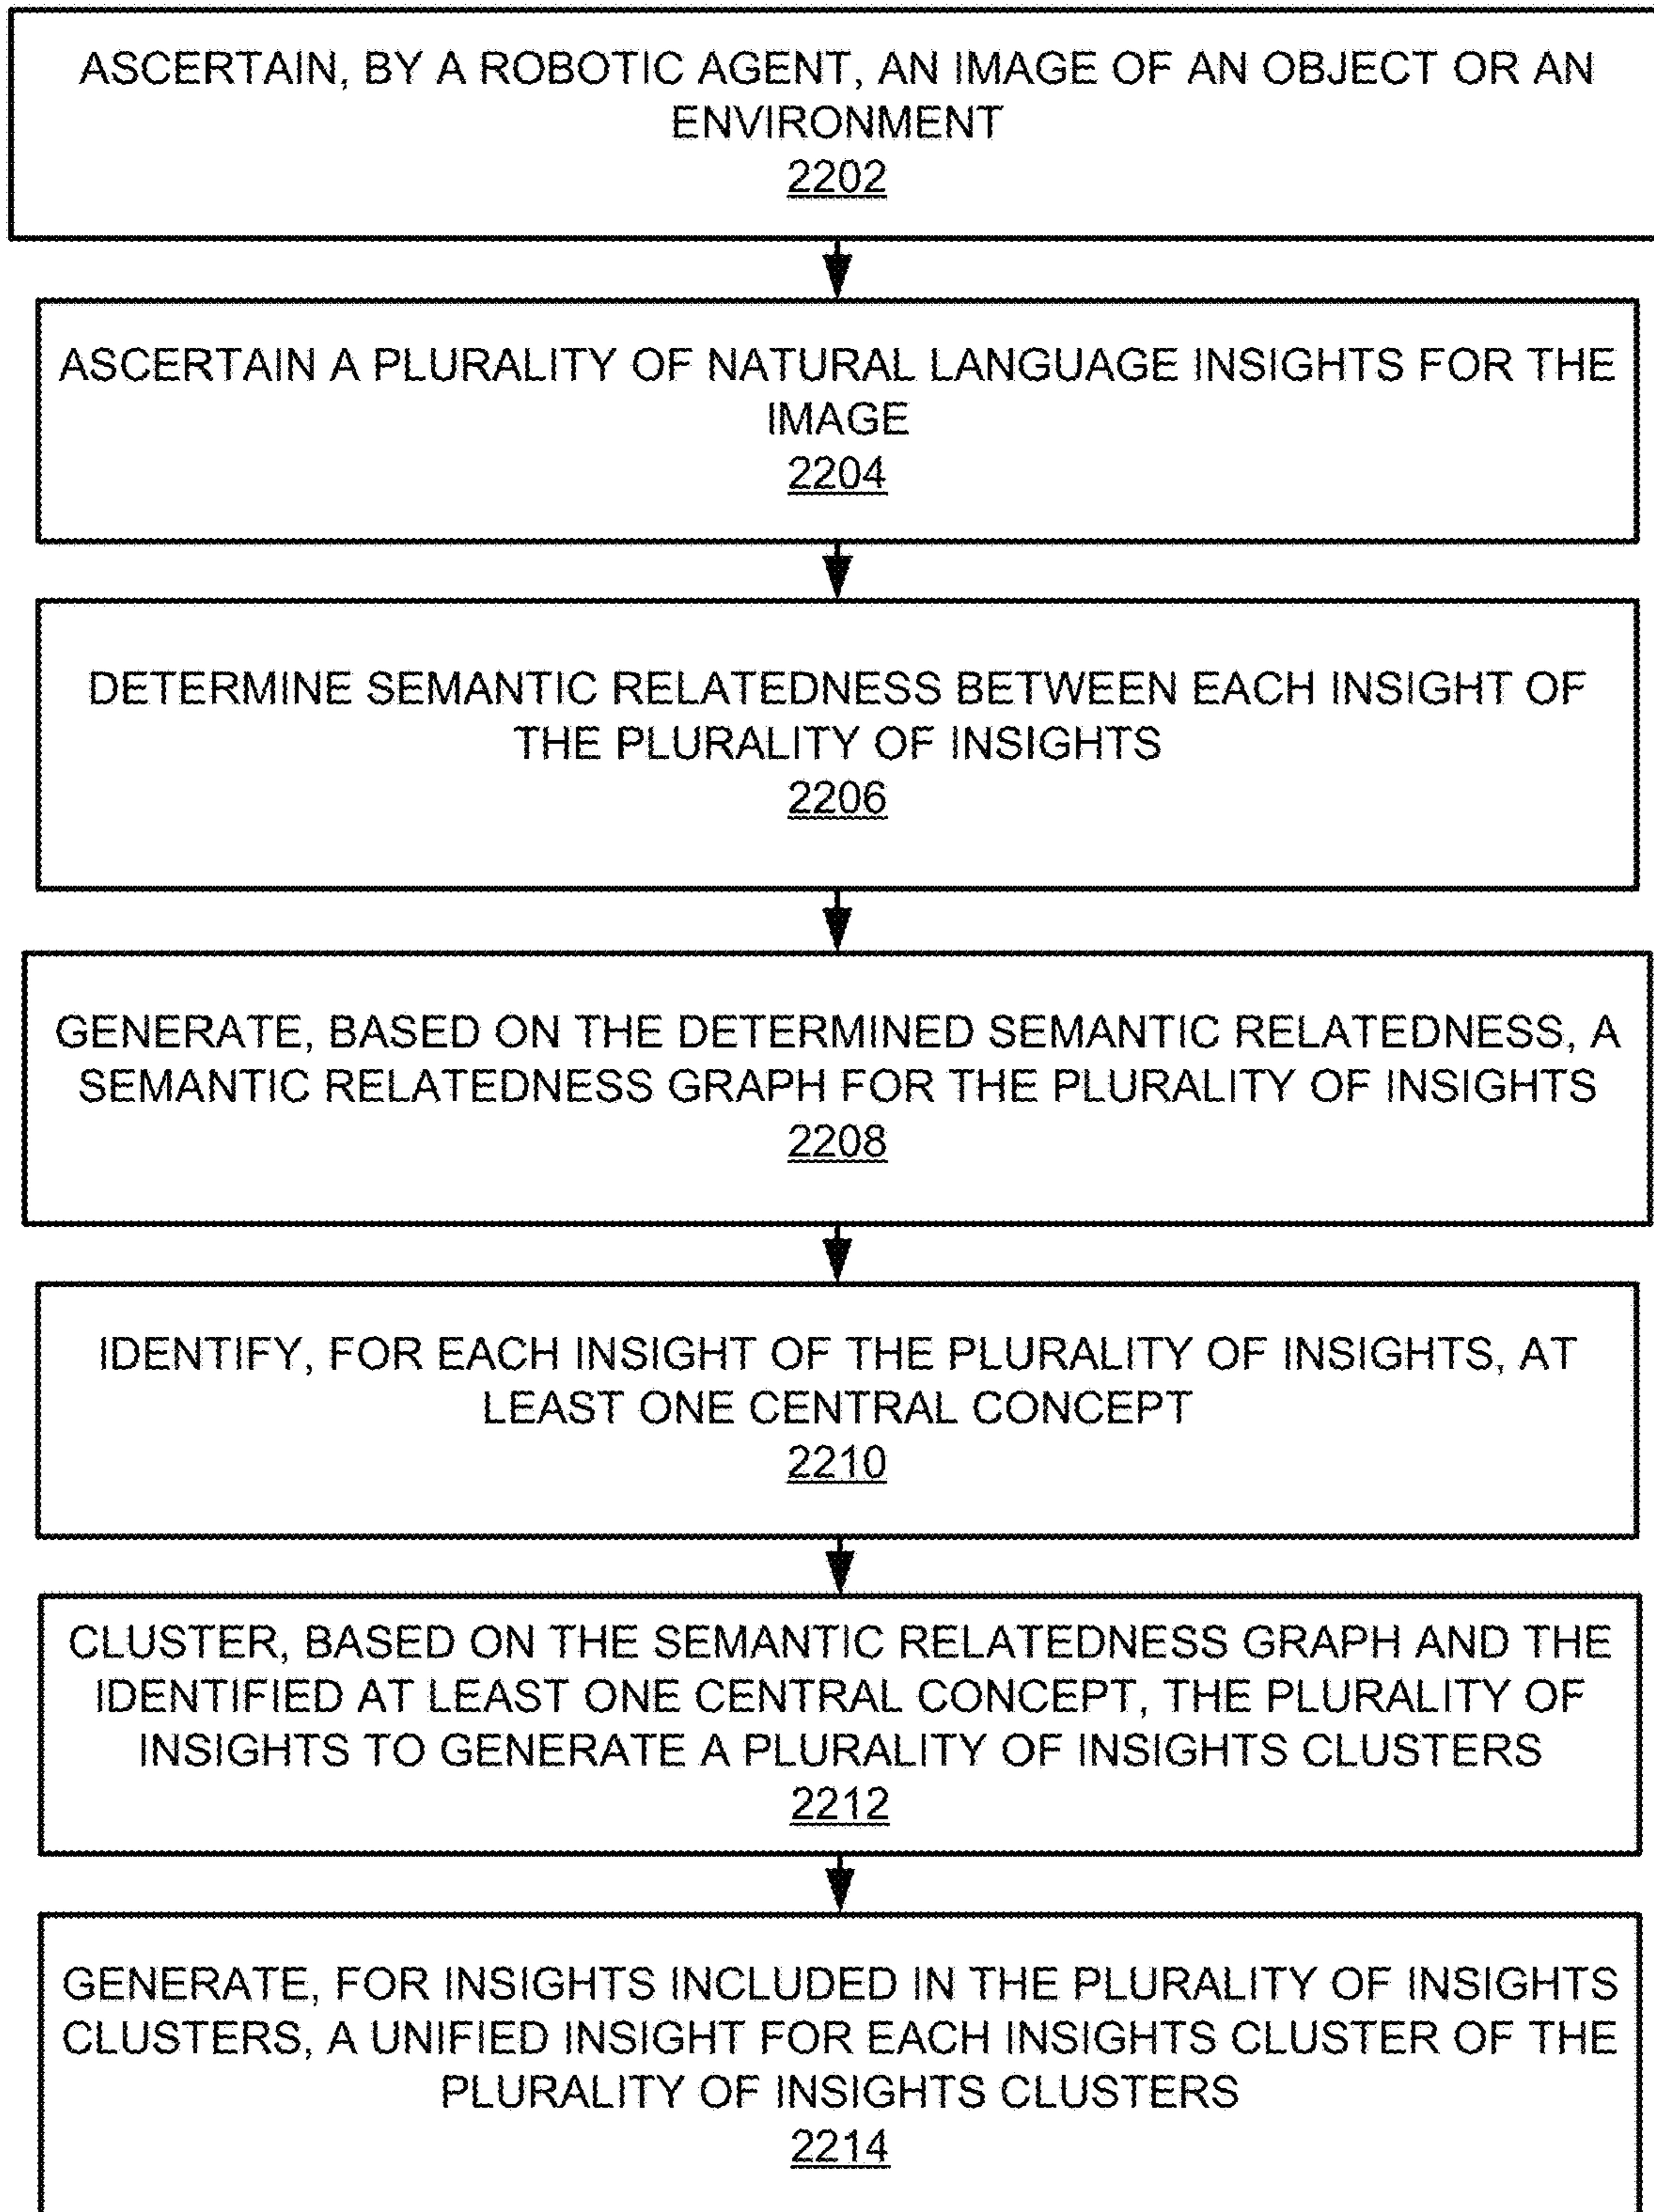 ASCERTAIN, BY A ROBOTIC AGENT, AN IMAGE OF AN OBJECT OR AN
ENVIRONMENT
2202
ASCERTAIN A PLURALITY OF NATURAL LANGUAGE INSIGHTS FOR THE
IMAGE
2204
DETERMINE SEMANTIC RELATEDNESS BETWEEN EACH INSIGHT OF
THE PLURALITY OF INSIGHTS
2206
GENERATE, BASED ON THE DETERMINED SEMANTIC RELATEDNESS, A
SEMANTIC RELATEDNESS GRAPH FOR THE PLURALITY OF INSIGHTS
2208
IDENTIFY, FOR EACH INSIGHT OF THE PLURALITY OF INSIGHTS, AT
LEAST ONE CENTRAL CONCEPT
2210
CLUSTER, BASED ON THE SEMANTIC RELATEDNESS GRAPH AND THE
IDENTIFIED AT LEAST ONE CENTRAL CONCEPT, THE PLURALITY OF
INSIGHTS TO GENERATE A PLURALITY OF INSIGHTS CLUSTERS
2212
GENERATE, FOR INSIGHTS INCLUDED IN THE PLURALITY OF INSIGHTS
CLUSTERS, A UNIFIED INSIGHT FOR EACH INSIGHTS CLUSTER OF THE
PLURALITY OF INSIGHTS CLUSTERS
2214